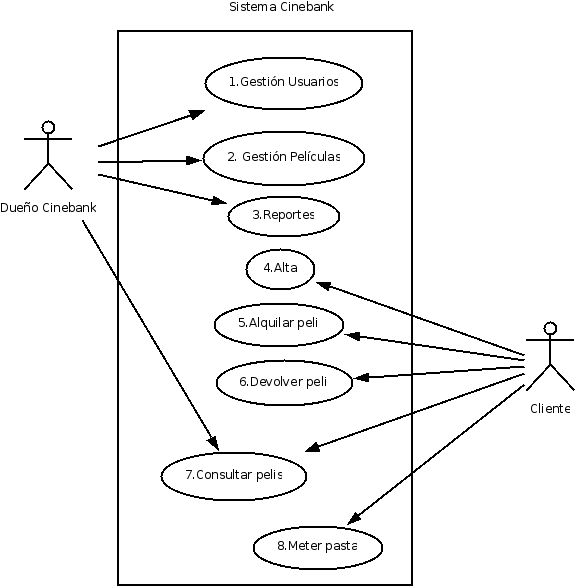 Sistema Cinebank
1.Gestión Usuarios
2. Gestión Películas
Dueño Cinebank
3.Reportes
4.Alta
5.Alquilar peli
6.Devolver peli
Cliente
7.Consultar pelis
8.Meter pasta